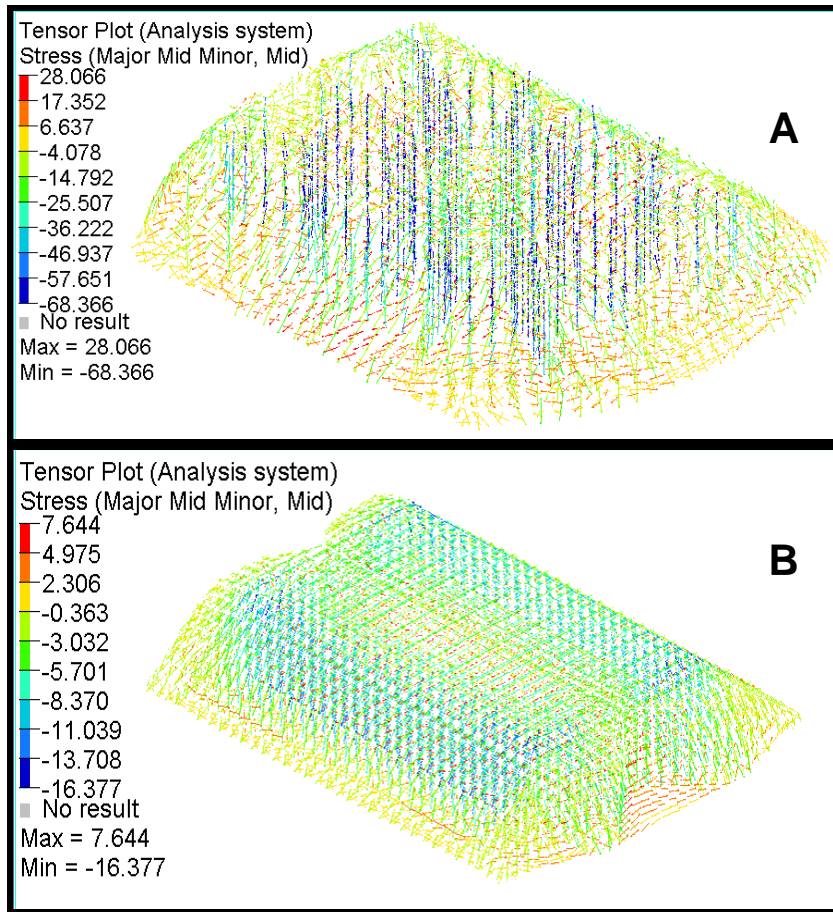 Tensor Plot (Analysis system)
Stress (Major Mid Minor, Mid)
28.066
17.352
6.637
-4.078
-14.792
-25.507
-36.222
-46.937
-57.651
-68.366
No result
Max = 28.066
Min = -68.366
A
Tensor Plot (Analysis system)
Stress (Major Mid Minor, Mid)
7.644
4.975
2.306
-0.363
-3.032
-5.701
-8.370
-11.039
-13.708
-16.377
No result
Max = 7.644
Min = -16.377
B